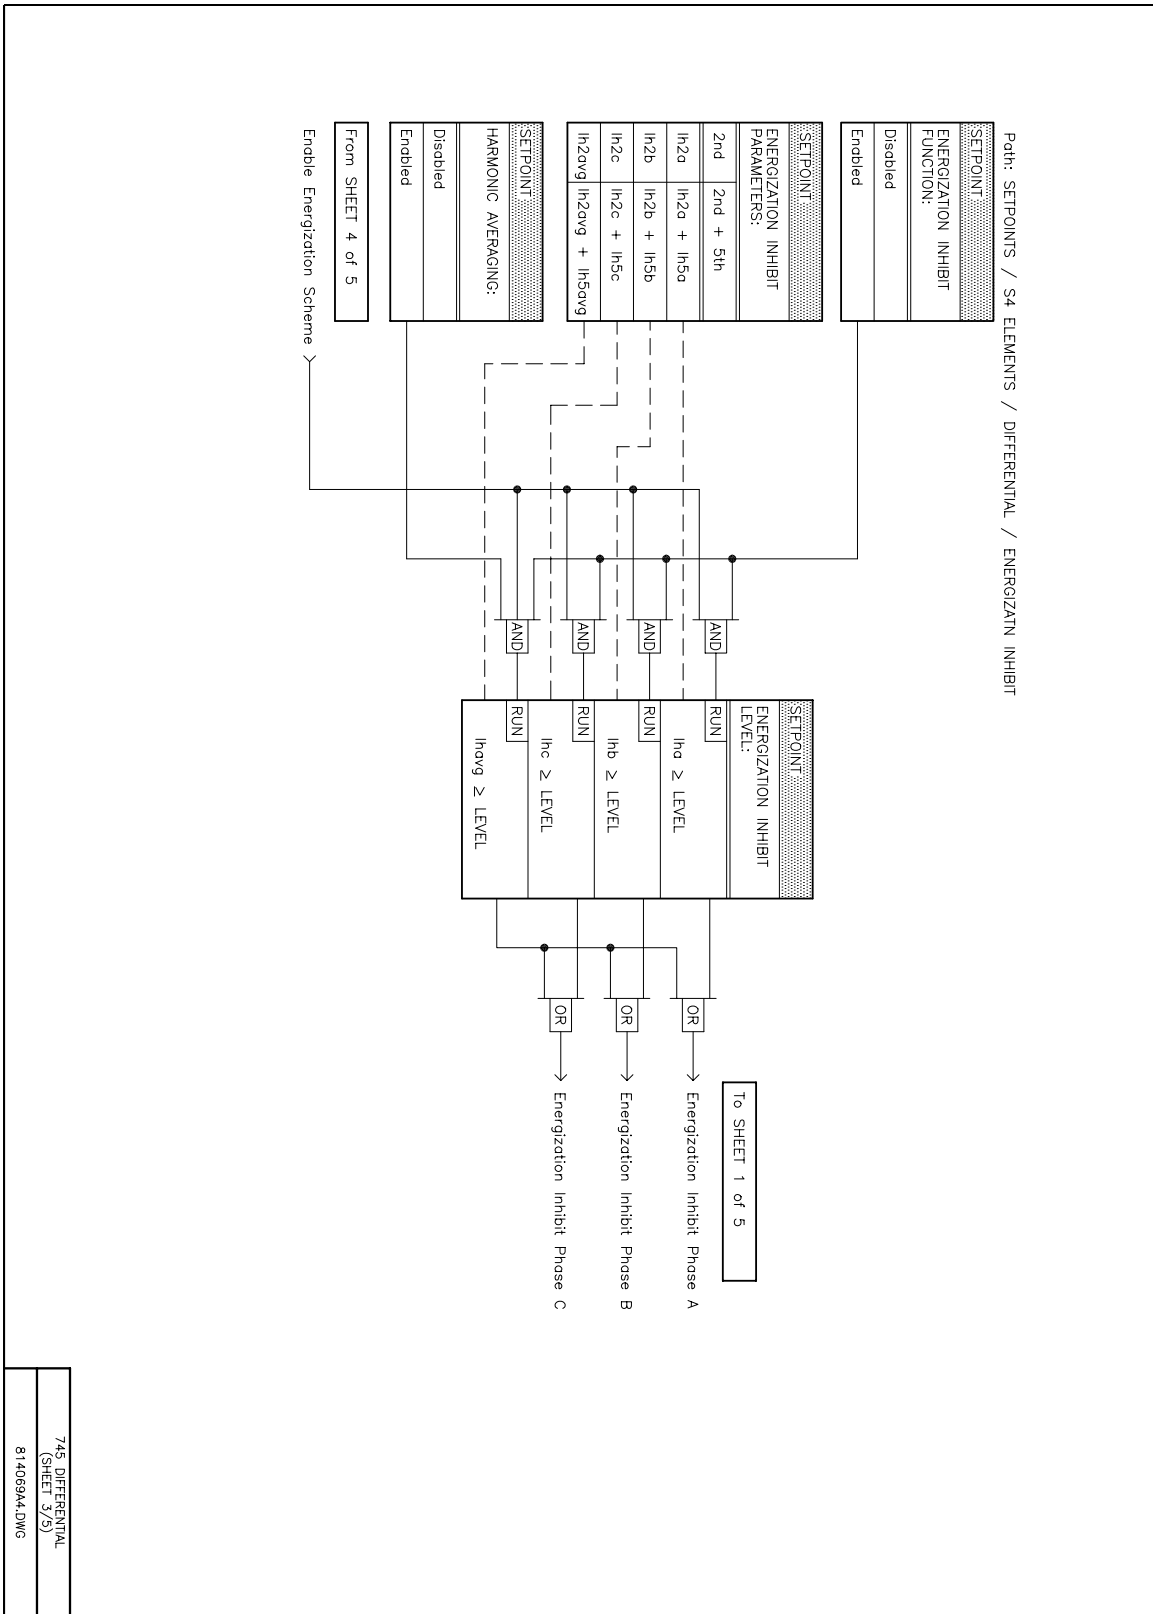 Path: SETPOINTS / S4 ELEMENTS / DIFFERENTIAL / ENERGIZATN INHIBIT
SETPOINT
ENERGIZATION INHIBIT
FUNCTION:
Disabled
Enabled
SETPOINT
ENERGIZATION INHIBIT
PARAMETERS:
2nd 2nd + 5th
Ih2a Ih2a + Ih5a
Ih2b Ih2b + Ih5b
Ih2c Ih2c + Ih5c
Ih2avg Ih2avg + Ih5avg
SETPOINT
HARMONIC AVERAGING:
Disabled
Enabled
From SHEET 4 of 5
Enable Energization Scheme
AND
AND
AND
AND
SETPOINT
ENERGIZATION INHIBIT
LEVEL:
RUN
Iha ≥ LEVEL
RUN
Ihb ≥ LEVEL
RUN
Ihc ≥ LEVEL
RUN
Ihavg ≥ LEVEL
OR
OR
OR
To SHEET 1 of 5
Energization Inhibit Phase A
Energization Inhibit Phase B
Energization Inhibit Phase C
745 DIFFERENTIAL
(SHEET 3/5)
814069A4.DWG